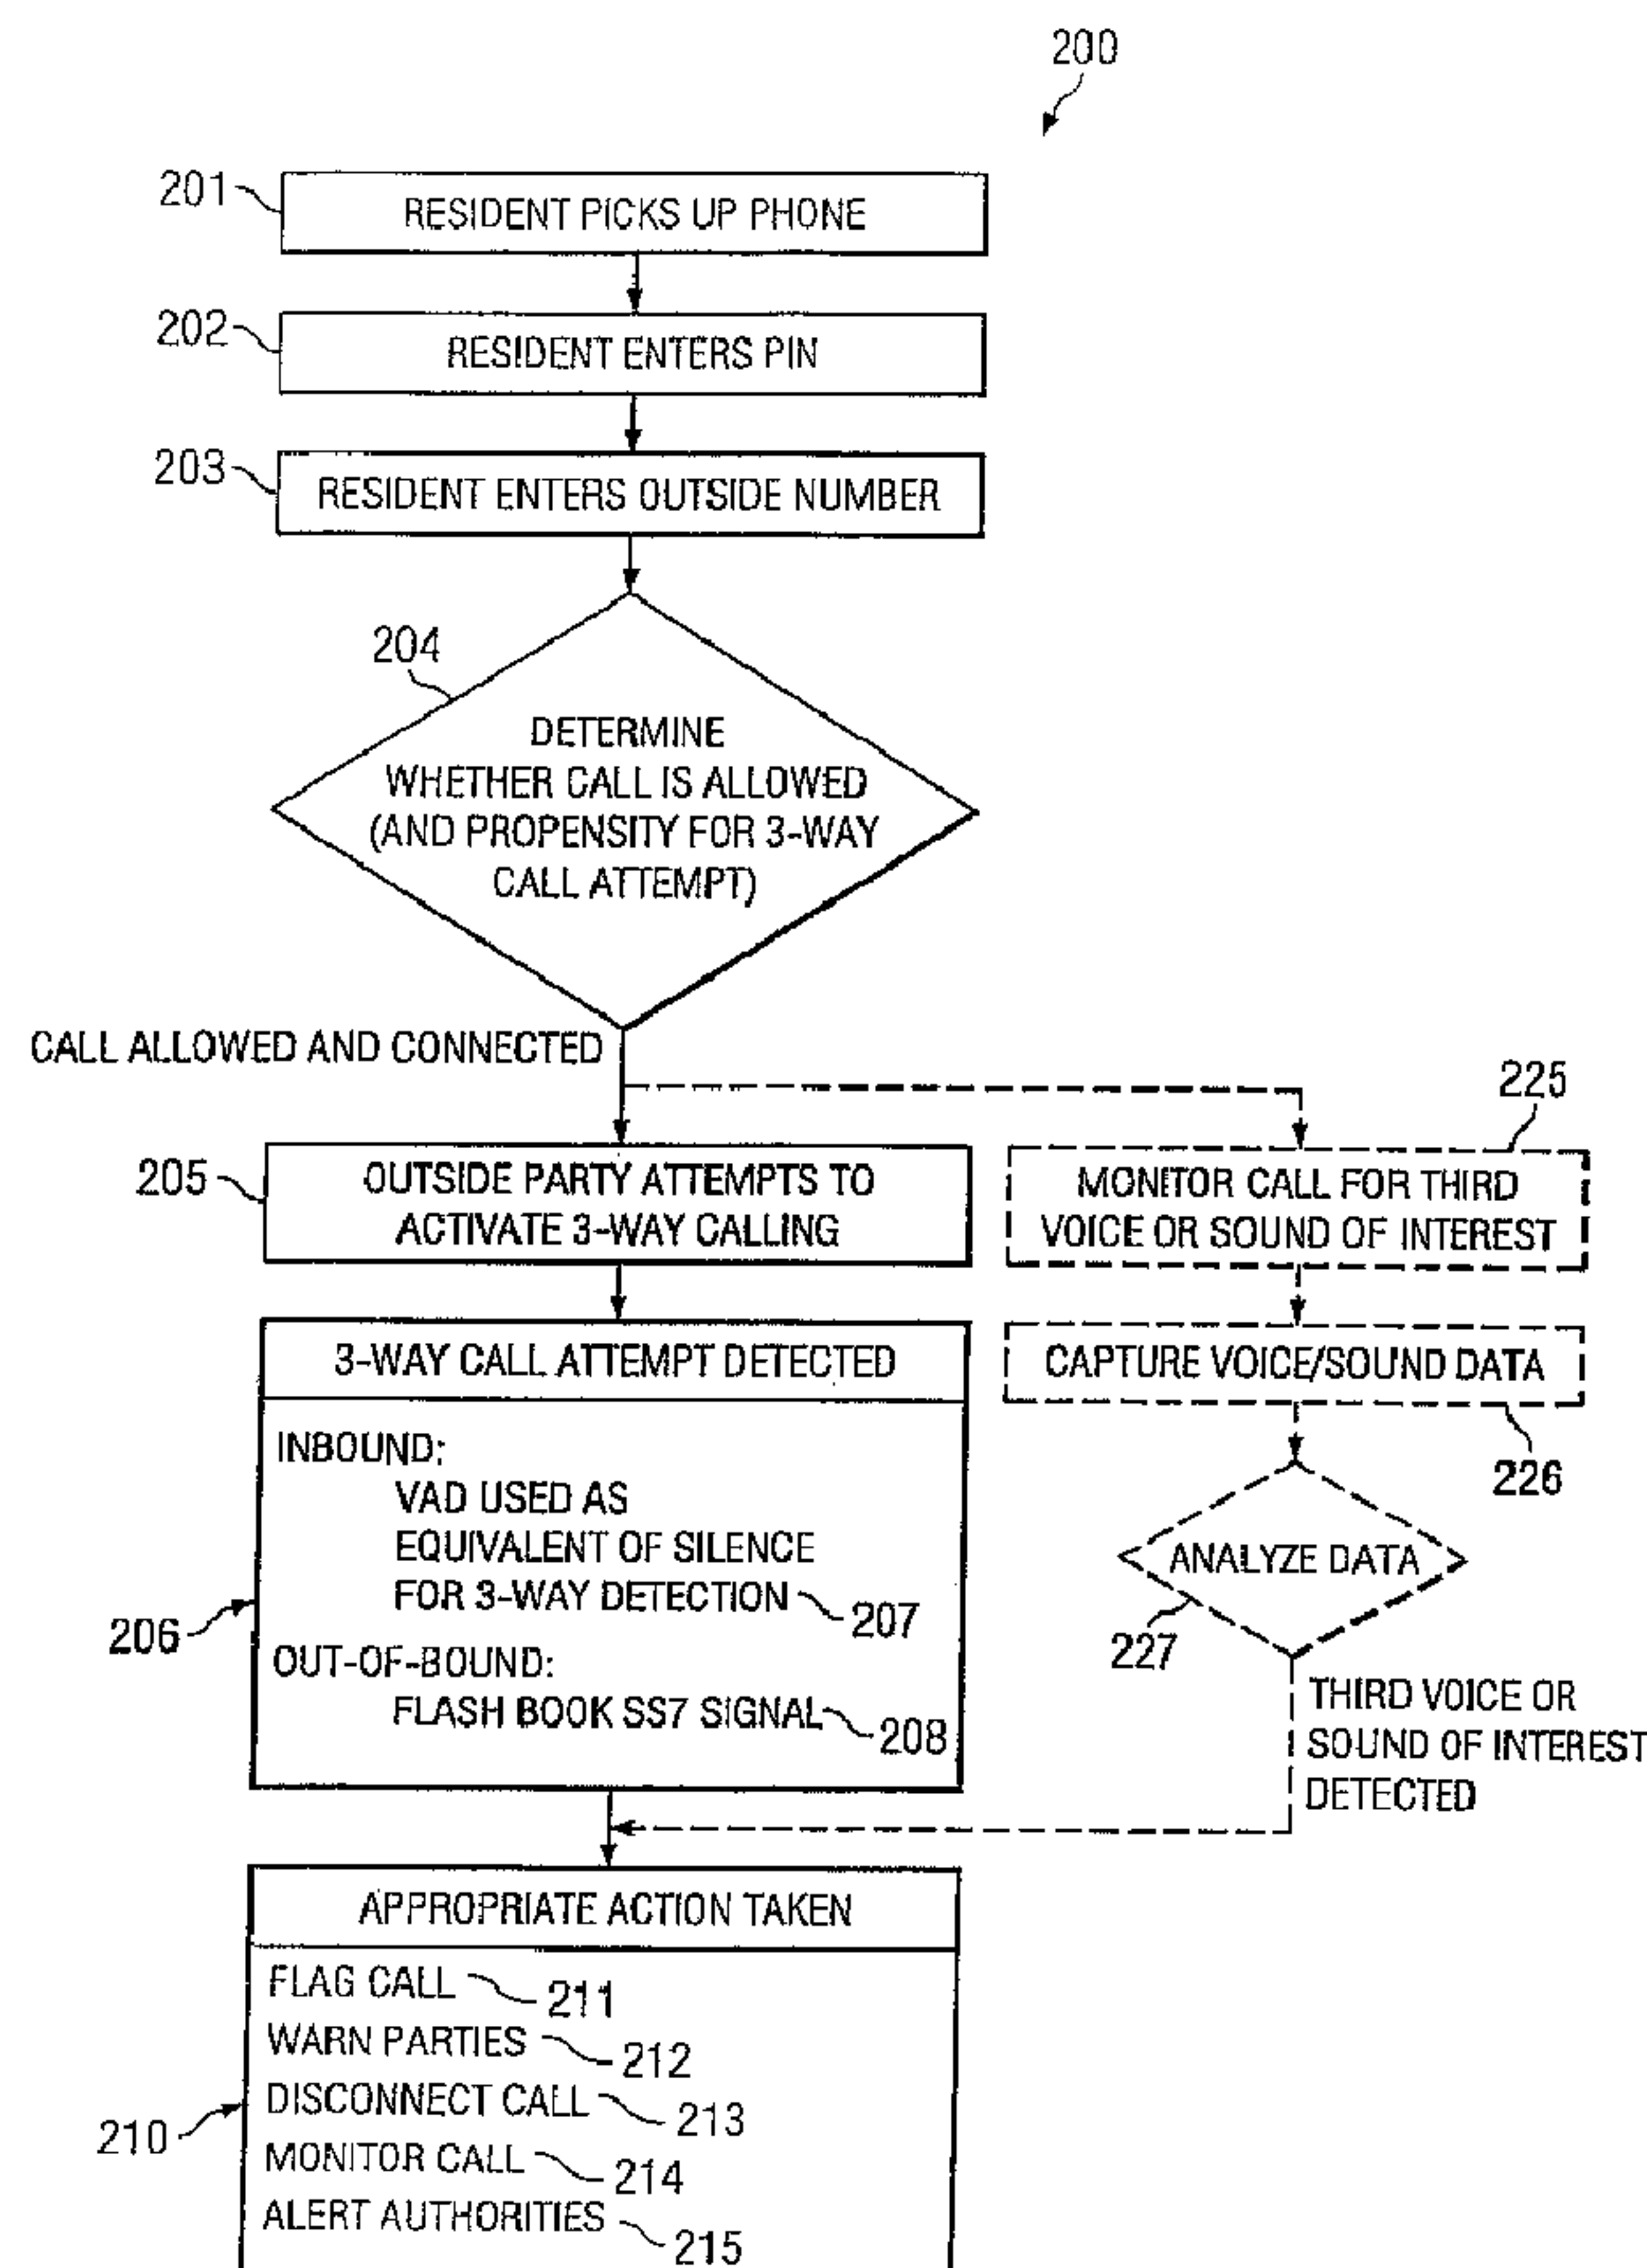 200
201
RESIDENT PICKS UP PHONE
202
RESIDENT ENTERS PIN
203
RESIDENT ENTERS OUTSIDE NUMBER
204
DETERMINE
WHETHER CALL IS ALLOWED
(AND PROPENSITY FOR 3-WAY
CALL ATTEMPT)
CALL ALLOWED AND CONNECTED
205
OUTSIDE PARTY ATTEMPTS TO
ACTIVATE 3-WAY CALLING
225
MONITOR CALL FOR THIRD
VOICE OR SOUND OF INTEREST
3-WAY CALL ATTEMPT DETECTED
INBOUND:
VAD USED AS
EQUIVALENT OF SILENCE
FOR 3-WAY DETECTION
207
206
OUT-OF-BOUND:
FLASH BOOK SS7 SIGNAL
208
CAPTURE VOICE/SOUND DATA
226
ANALYZE DATA
227
THIRD VOICE OR
SOUND OF INTEREST
DETECTED
APPROPRIATE ACTION TAKEN
FLAG CALL
211
WARN PARTIES
212
DISCONNECT CALL
213
210
MONITOR CALL
214
ALERT AUTHORITIES
215